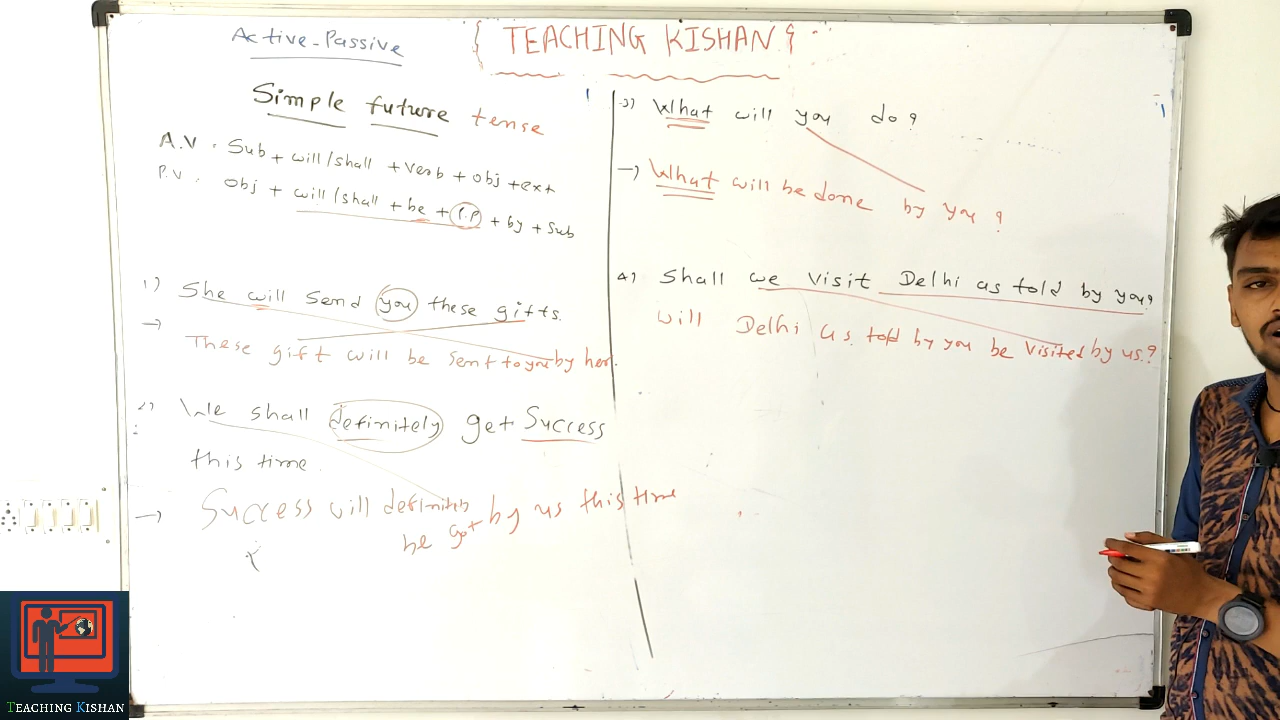 Active-Passive
{ TEACHING KISHAN }
Simple future tense
A.V. Sub + will/shall + verb + obj + ext
P.V. obj + will/shall + be + P.P + by + sub
1) She will send you these gifts.
→ These gift will be sent to you by her.
2) We shall definitely get Success
this time.
→ Success will definitely by us this time
be got
3) What will you do?
→ What will be done by you?
4) Shall we visit Delhi as told by you?
will Delhi as told by you be visited by us.?
TEACHING KISHAN